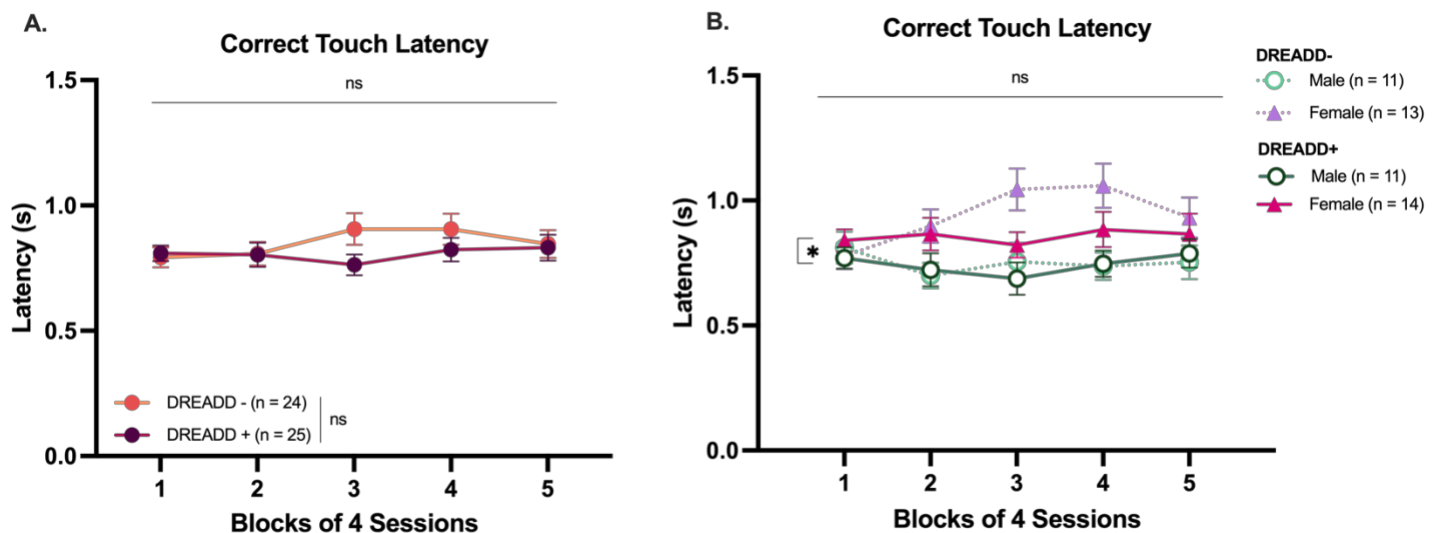 A.
Correct Touch Latency
ns
1.5
1.0
0.5
0.0
Latency (s)
DREADD - (n = 24)
DREADD + (n = 25)
ns
1 2 3 4 5
Blocks of 4 Sessions
B.
Correct Touch Latency
ns
1.5
1.0
0.5
0.0
Latency (s)
*
1 2 3 4 5
Blocks of 4 Sessions
DREADD-
Male (n = 11)
Female (n = 13)
DREADD+
Male (n = 11)
Female (n = 14)